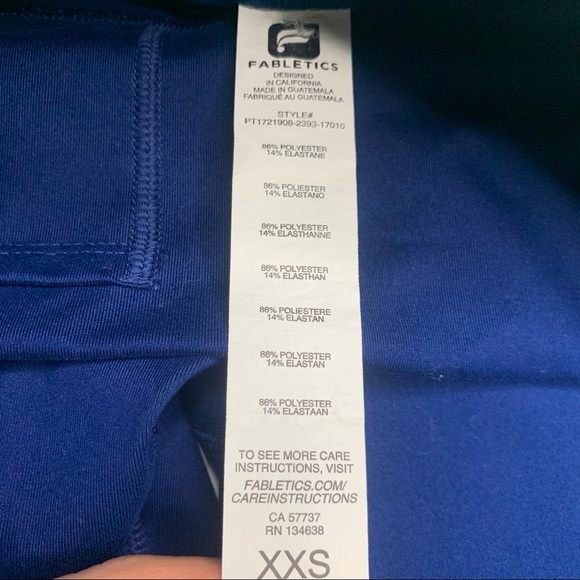 FABLETICS
DESIGNED
IN CALIFORNIA
MADE IN GUATEMALA
FABRIQUÉ AU GUATEMALA
STYLE#
PT1721908-2393-17010
86% POLYESTER
14% ELASTANE
86% POLIESTER
14% ELASTANO
86% POLYESTER
14% ELASTHANNE
86% POLYESTER
14% ELASTHAN
86% POLIESTERE
14% ELASTAN
86% POLYESTER
14% ELASTAN
86% POLYESTER
14% ELASTAAN
TO SEE MORE CARE
INSTRUCTIONS, VISIT
FABLETICS.COM/
CAREINSTRUCTIONS
CA 57737
RN 134638
XXS